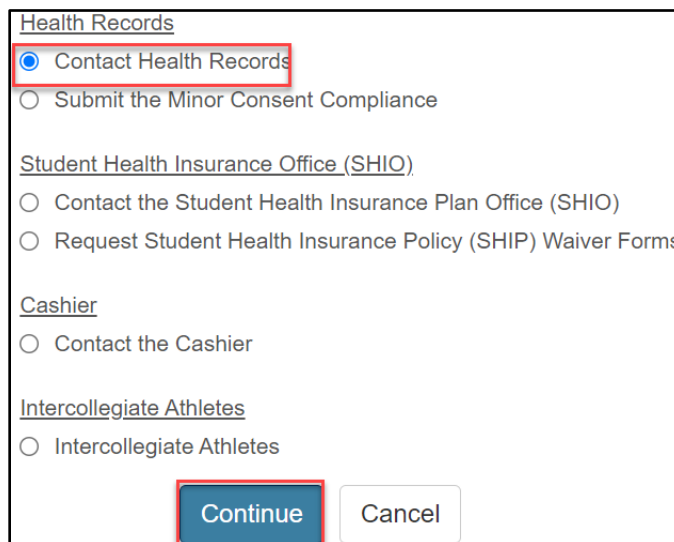 Health Records
Contact Health Records
Submit the Minor Consent Compliance
Student Health Insurance Office (SHIO)
Contact the Student Health Insurance Plan Office (SHIO)
Request Student Health Insurance Policy (SHIP) Waiver Forms
Cashier
Contact the Cashier
Intercollegiate Athletes
Intercollegiate Athletes
Continue Cancel